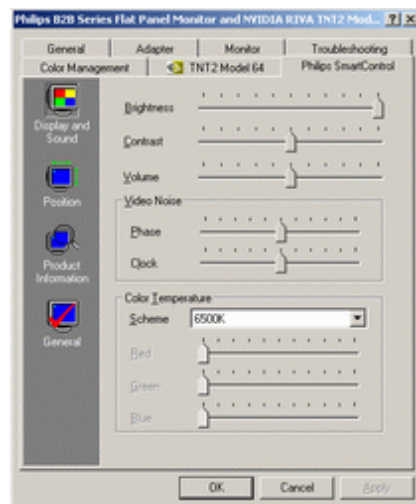 Philips B2B Series Flat Panel Monitor and NVIDIA RIVA TNT2 Mod...
General Adapter Monitor Troubleshooting
Color Management TNT2 Model 64 Philips SmartControl
Display and Sound
Position
Product Information
General
Brightness
Contrast
Volume
Video Noise
Phase
Clock
Color Temperature
Scheme 6500K
Red
Green
Blue
OK Cancel Apply